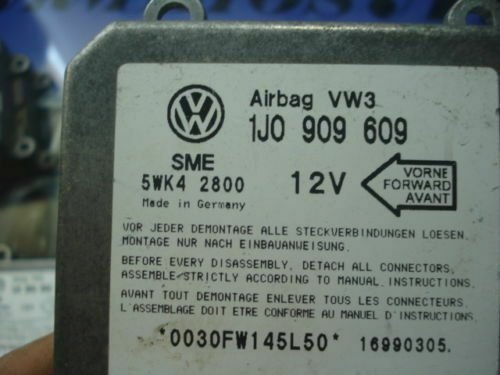 Airbag VW3
1J0 909 609
SME
5WK4 2800
12V
VORNE
FORWARD
AVANT
Made in Germany
VOR JEDER DEMONTAGE ALLE STECKVERBINDUNGEN LOESEN.
MONTAGE NUR NACH EINBAUANWEISUNG.
BEFORE EVERY DISASSEMBLY, DETACH ALL CONNECTORS.
ASSEMBLE STRICTLY ACCORDING TO MANUAL. INSTRUCTIONS.
AVANT TOUT DEMONTAGE ENLEVER TOUS LES CONNECTEURS.
L'ASSEMBLAGE DOIT ETRE CONFORME AU MANUEL D'INSTRUCTIONS
*0030FW145L50* 16990305.